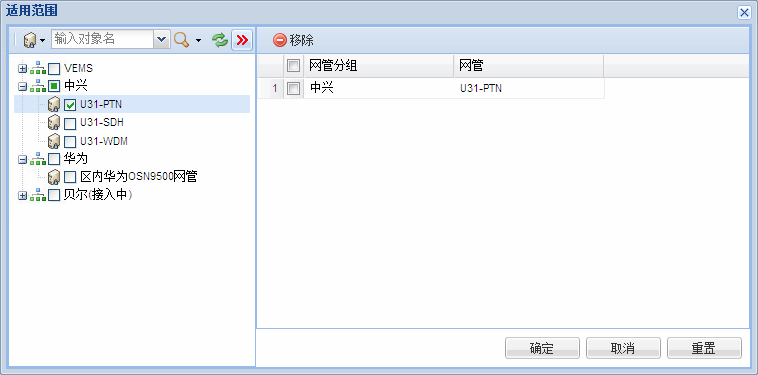 适用范围
输入对象名
移除
VEMS
中兴
U31-PTN
U31-SDH
U31-WDM
华为
区内华为OSN9500网管
贝尔(接入中)
网管分组 网管
1 中兴 U31-PTN
确定 取消 重置